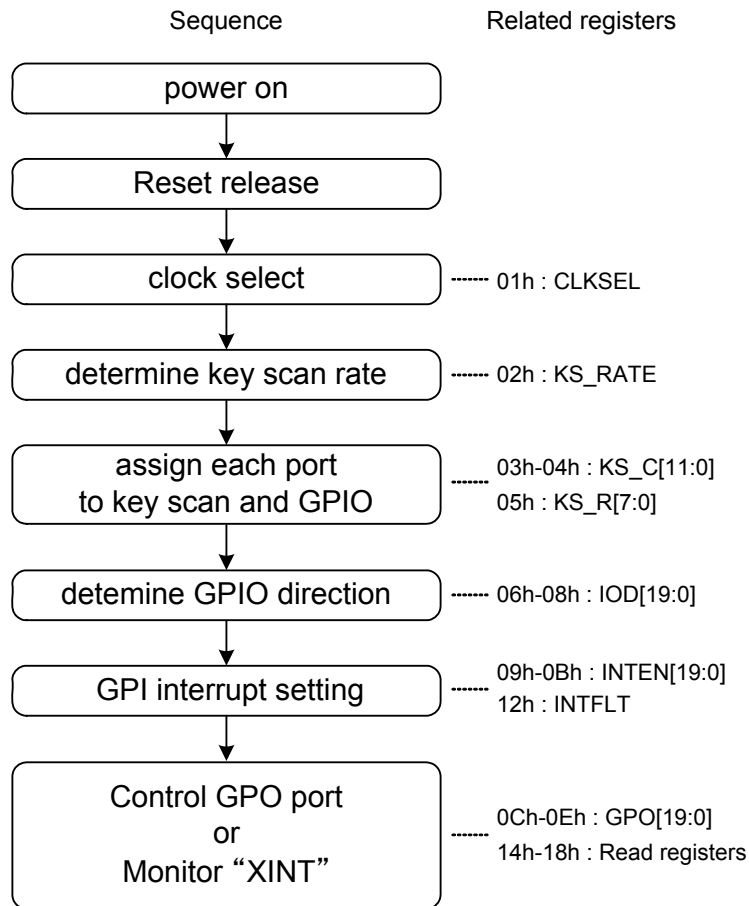 Sequence
Related registers
power on
Reset release
clock select
01h : CLKSEL
determine key scan rate
02h : KS_RATE
assign each port
to key scan and GPIO
03h-04h : KS_C[11:0]
05h : KS_R[7:0]
detemine GPIO direction
06h-08h : IOD[19:0]
GPI interrupt setting
09h-0Bh : INTEN[19:0]
12h : INTFLT
Control GPO port
or
Monitor “XINT”
0Ch-0Eh : GPO[19:0]
14h-18h : Read registers